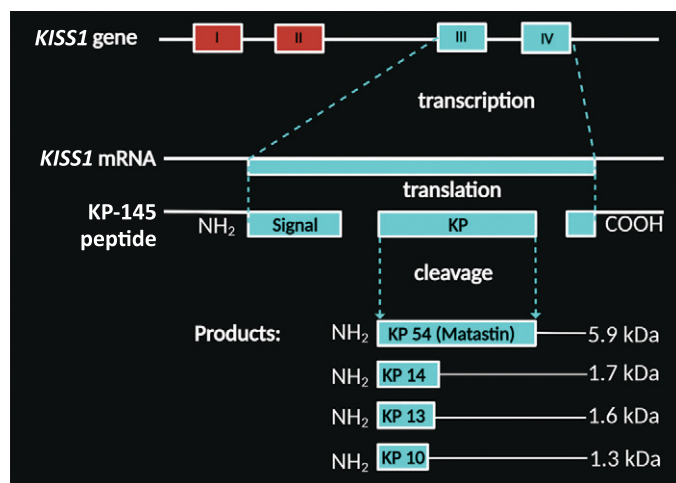 KISS1 gene I II III IV
transcription
KISS1 mRNA
translation
KP-145
peptide
NH₂ Signal KP COOH
cleavage
Products: NH₂ KP 54 (Matastin) 5.9 kDa
NH₂ KP 14 1.7 kDa
NH₂ KP 13 1.6 kDa
NH₂ KP 10 1.3 kDa